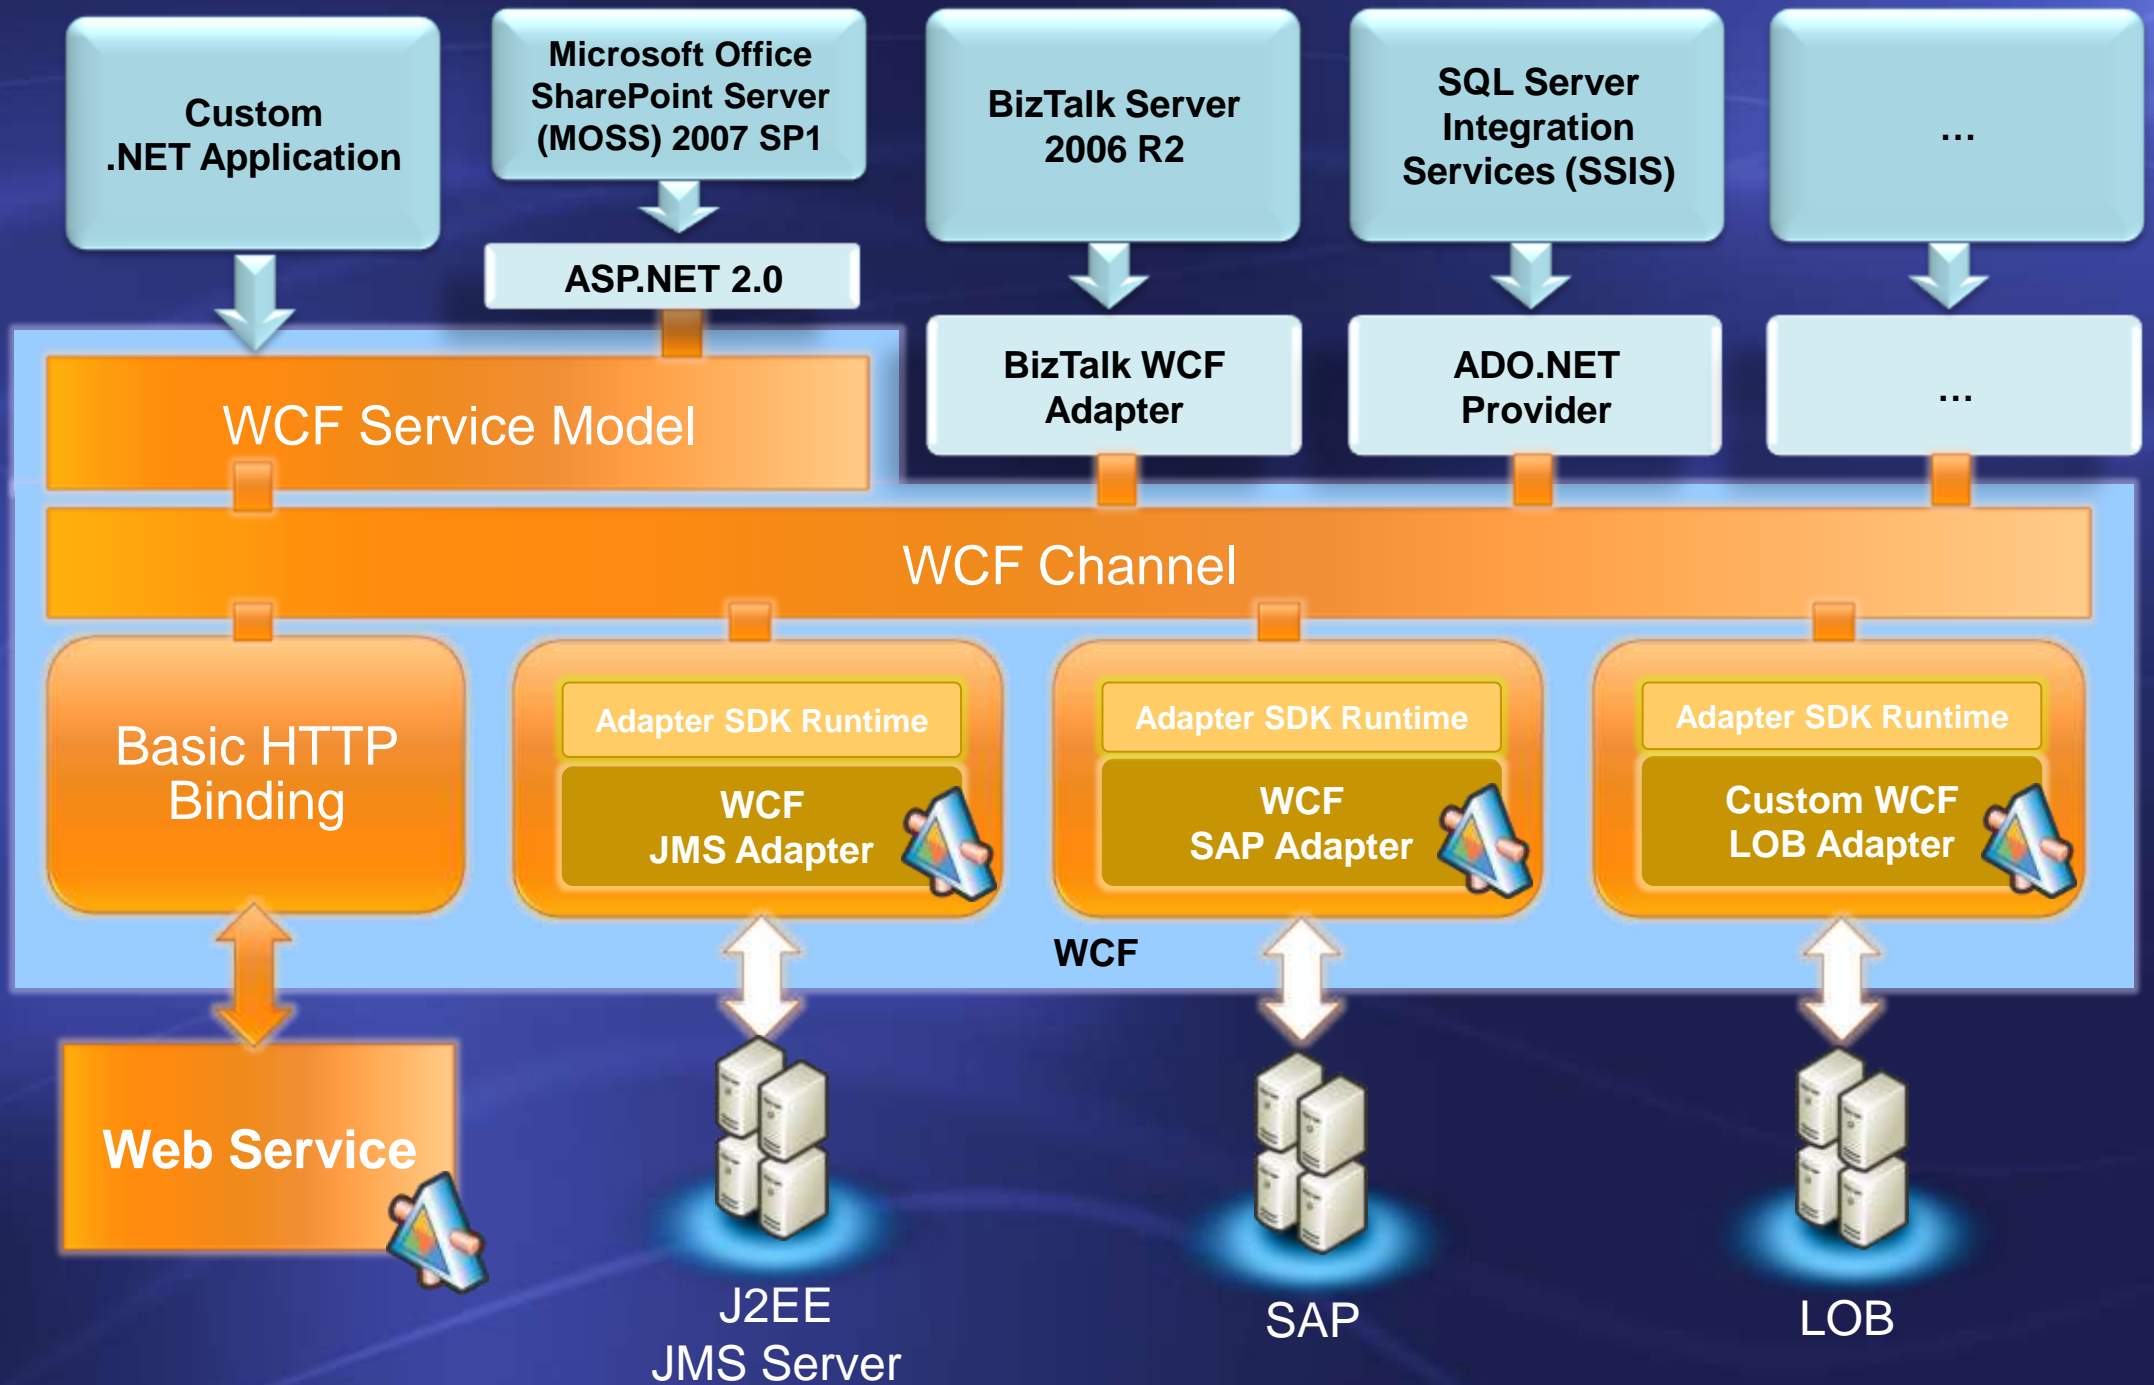 Custom
.NET Application
Microsoft Office
SharePoint Server
(MOSS) 2007 SP1
BizTalk Server
2006 R2
SQL Server
Integration
Services (SSIS)
...
ASP.NET 2.0
BizTalk WCF
Adapter
ADO.NET
Provider
...
WCF Service Model
WCF Channel
Basic HTTP
Binding
Adapter SDK Runtime
WCF
JMS Adapter
Adapter SDK Runtime
WCF
SAP Adapter
Adapter SDK Runtime
Custom WCF
LOB Adapter
WCF
Web Service
J2EE
JMS Server
SAP
LOB